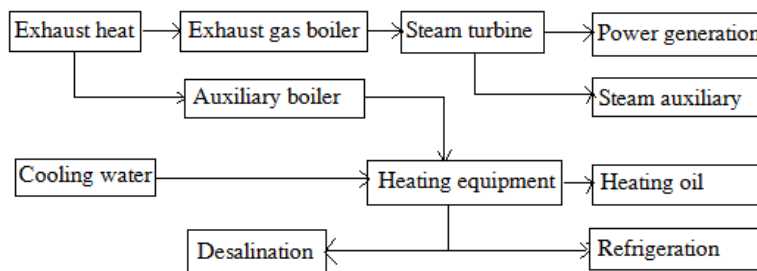 Exhaust heat
Exhaust gas boiler
Steam turbine
Power generation
Auxiliary boiler
Steam auxiliary
Cooling water
Heating equipment
Heating oil
Desalination
Refrigeration